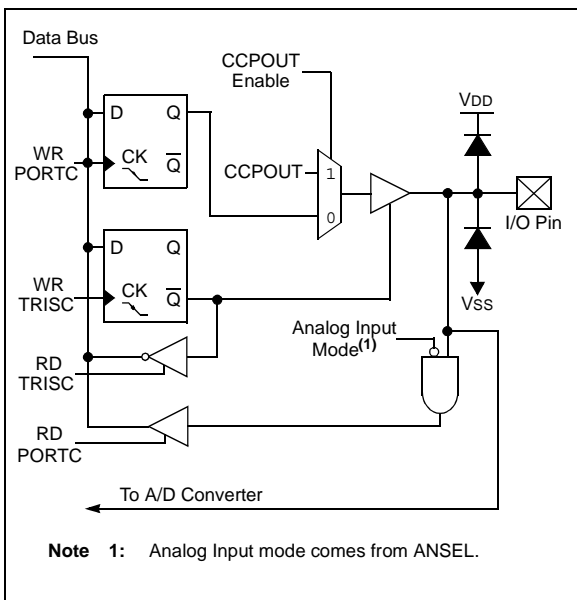 Data Bus
CCPOUT
Enable
VDD
D Q
WR
PORTC
CK Q
CCPOUT
1
0
I/O Pin
D Q
WR
TRISC
CK Q
VSS
Analog Input
Mode(1)
RD
TRISC
RD
PORTC
To A/D Converter
Note 1: Analog Input mode comes from ANSEL.